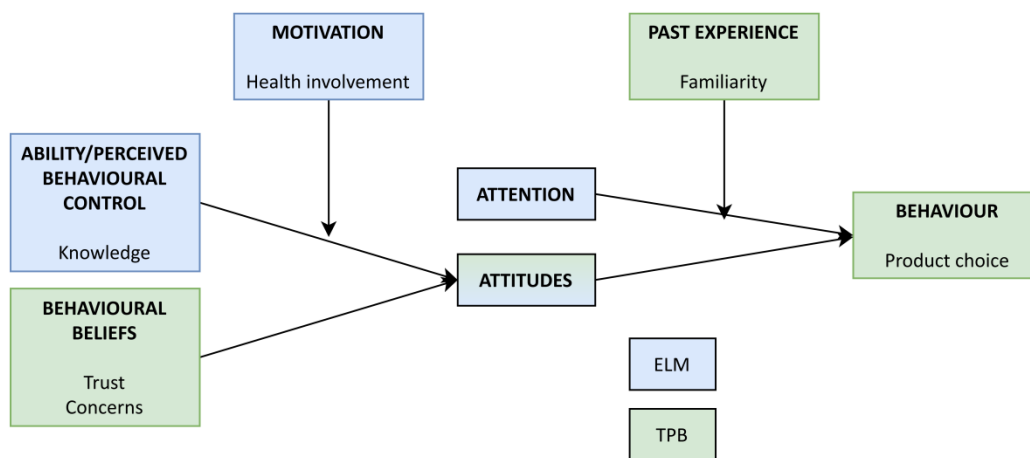 MOTIVATION
Health involvement
PAST EXPERIENCE
Familiarity
ABILITY/PERCEIVED
BEHAVIOURAL
CONTROL
Knowledge
ATTENTION
BEHAVIOUR
Product choice
ATTITUDES
BEHAVIOURAL
BELIEFS
Trust
Concerns
ELM
TPB